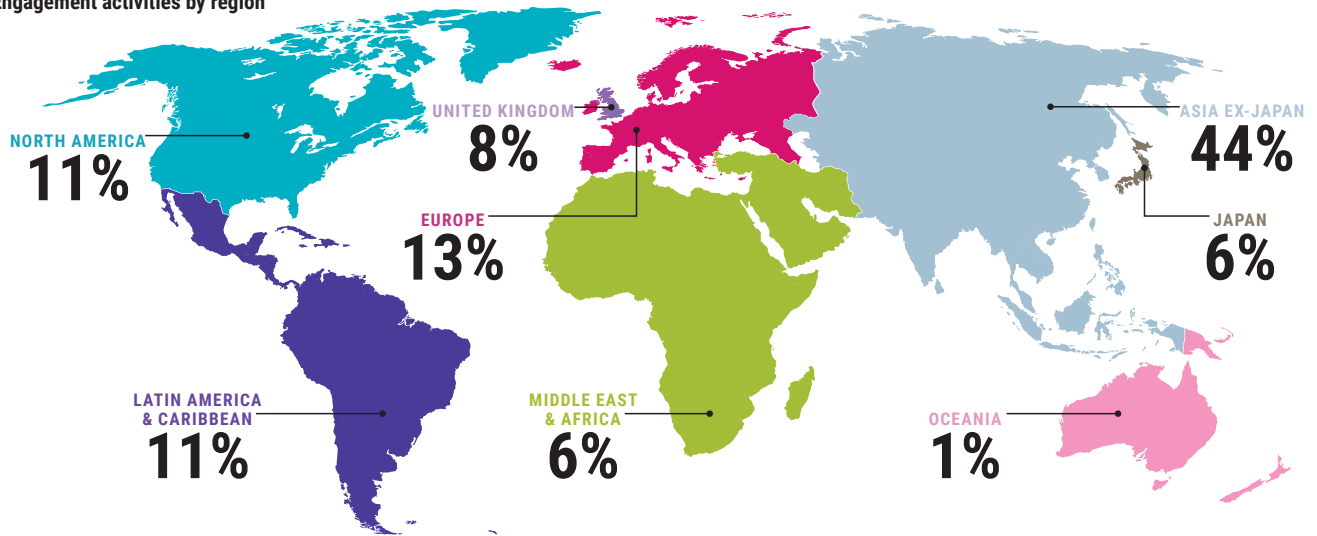 Engagement activities by region
NORTH AMERICA
11%
UNITED KINGDOM
8%
EUROPE
13%
ASIA EX-JAPAN
44%
JAPAN
6%
LATIN AMERICA
& CARIBBEAN
11%
MIDDLE EAST
& AFRICA
6%
OCEANIA
1%